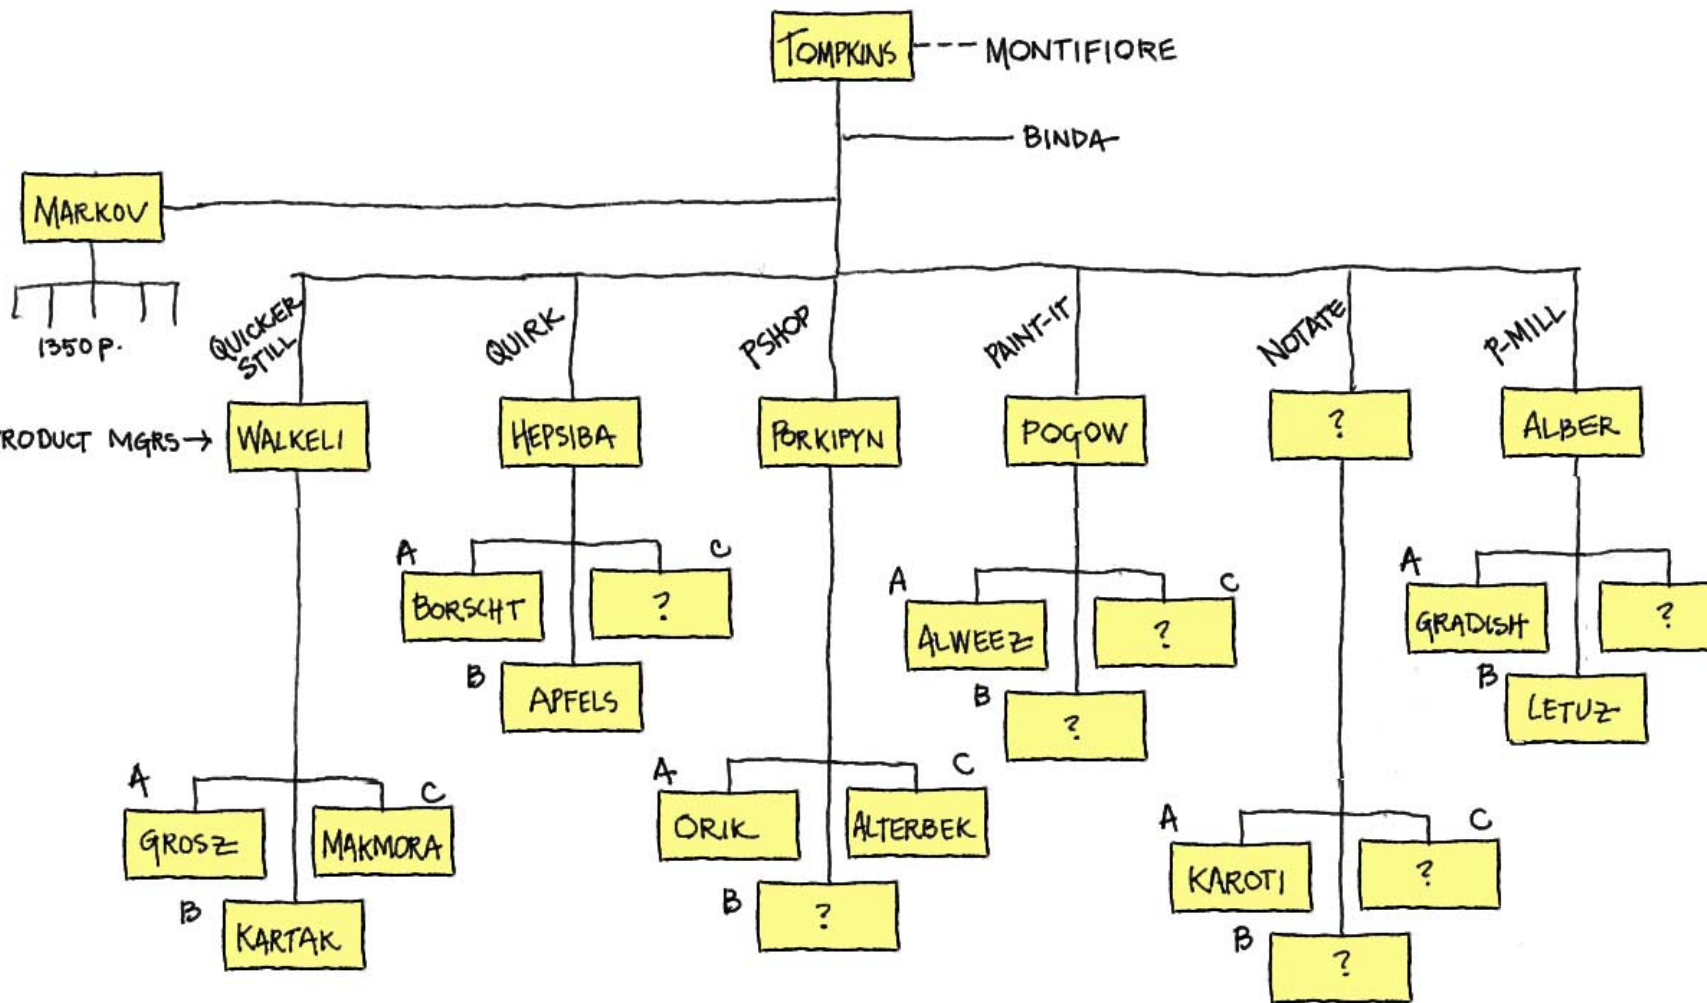 TOMPKINS --- MONTIFIORE
BINDA
MARKOV
1350 P.
QUICKER
STILL
QUIRK
PSHOP
PAINT-IT
NOTATE
P-MILL
RODUCT MGRS→
WALKELI
HEPSIBA
PORKIPYN
POGOW
?
ALBER
A
BORSCHT
C
?
B
APFELS
A
ALWEEZ
C
?
B
?
A
GRADISH
?
B
LETUZ
A
GROSZ
C
MAKMORA
B
KARTAK
A
ORIK
C
ALTERBEK
B
?
A
KAROTI
C
?
B
?